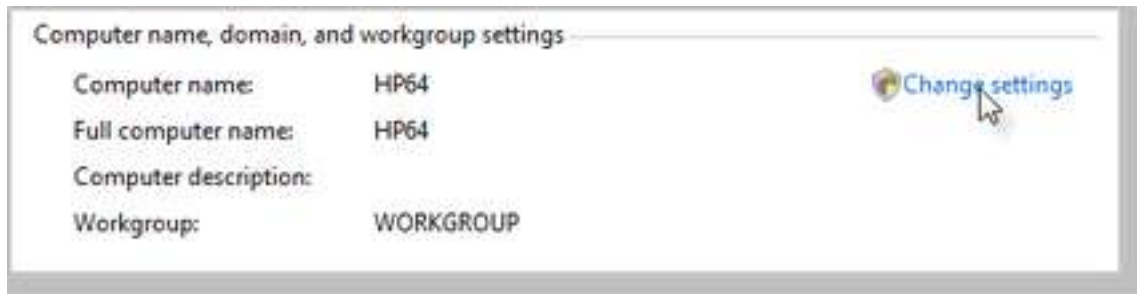 Computer name, domain, and workgroup settings
Computer name: HP64 Change settings
Full computer name: HP64
Computer description:
Workgroup: WORKGROUP